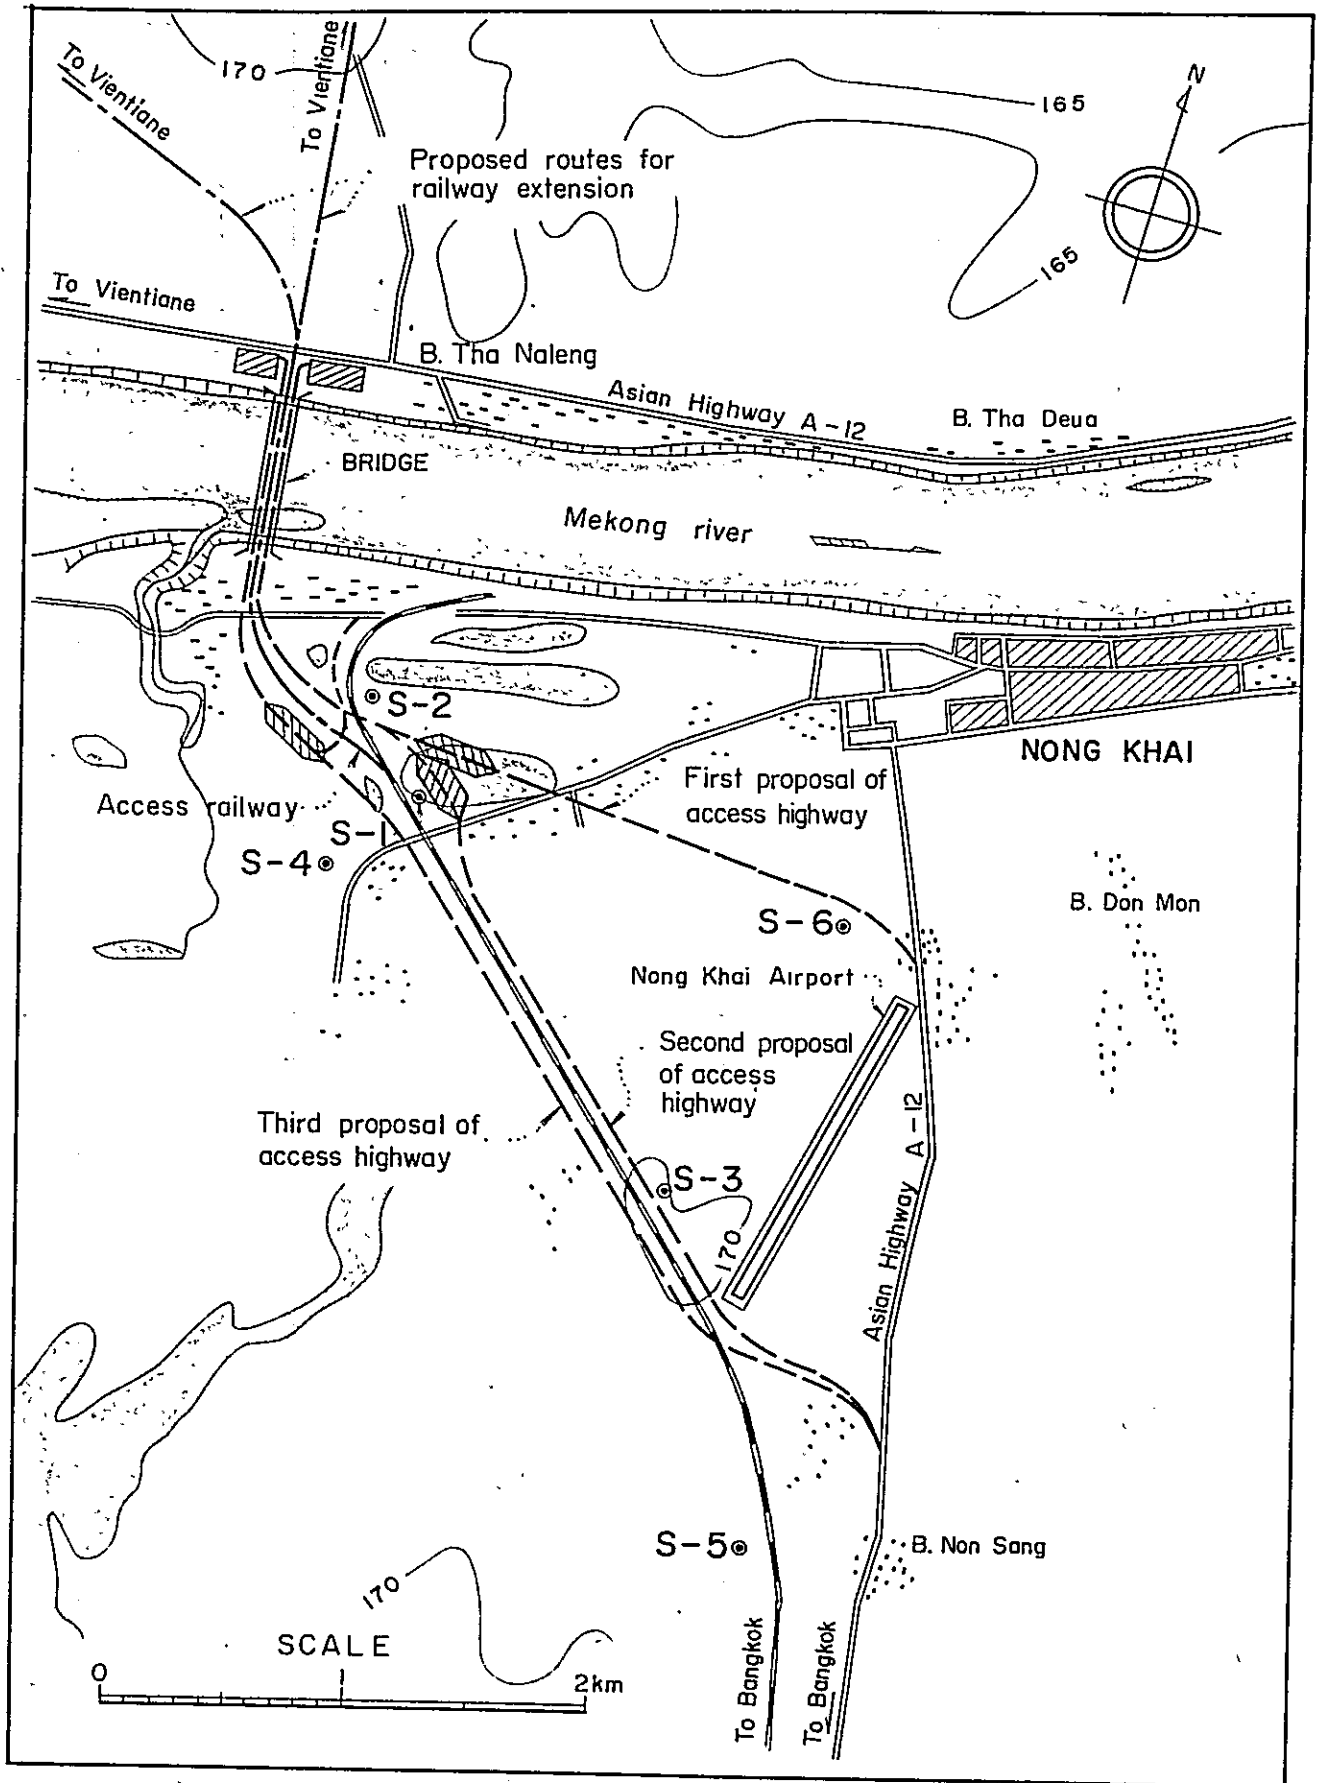 To Vientiane
170
To Vientiane
165
N
Proposed routes for
railway extension
165
To Vientiane
B. Tha Naleng
Asian Highway A-12
B. Tha Deua
BRIDGE
Mekong river
S-2
NONG KHAI
First proposal of
access highway
Access railway
S-1
S-4
S-6
B. Don Mon
Nong Khai Airport
Second proposal
of access
highway
Third proposal of
access highway
S-3
170
Asian Highway A-12
S-5
B. Non Sang
170
SCALE
0 1 2km
To Bangkok
To Bangkok